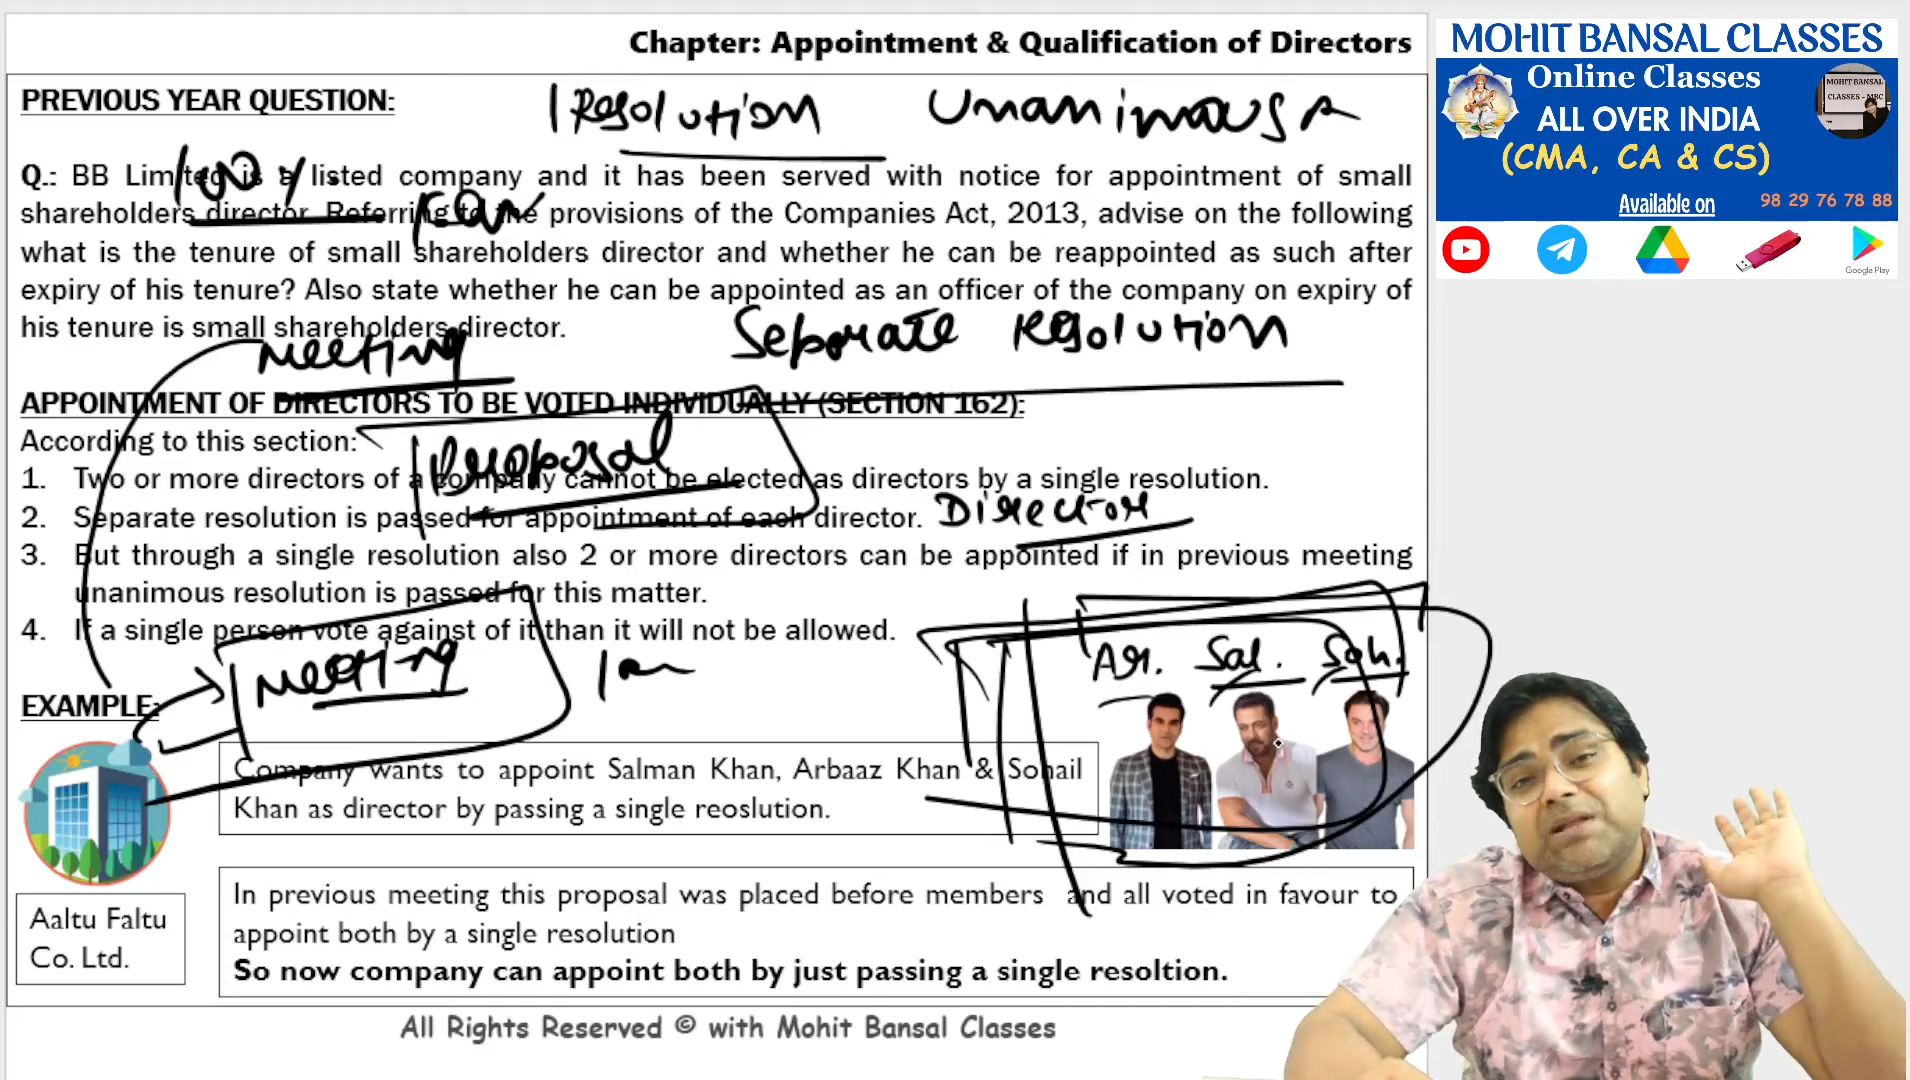 Chapter: Appointment & Qualification of Directors
PREVIOUS YEAR QUESTION:
1 Resolution Unanimous
Q.: BB Limited is a listed company and it has been served with notice for appointment of small
100%
shareholders director. Referring to the provisions of the Companies Act, 2013, advise on the following
what is the tenure of small shareholders director and whether he can be reappointed as such after
expiry of his tenure? Also state whether he can be appointed as an officer of the company on expiry of
his tenure is small shareholders director.
Meeting
Seperate Resolution
APPOINTMENT OF DIRECTORS TO BE VOTED INDIVIDUALLY (SECTION 162):
According to this section:
Proposal
1. Two or more directors of a company cannot be elected as directors by a single resolution.
2. Separate resolution is passed for appointment of each director.
Director
3. But through a single resolution also 2 or more directors can be appointed if in previous meeting
unanimous resolution is passed for this matter.
4. If a single person vote against of it than it will not be allowed.
Meeting
Ar. Sal. Soh.
EXAMPLE:
Company wants to appoint Salman Khan, Arbaaz Khan & Sohail
Khan as director by passing a single reoslution.
In previous meeting this proposal was placed before members and all voted in favour to
appoint both by a single resolution
So now company can appoint both by just passing a single resoltion.
Aaltu Faltu
Co. Ltd.
All Rights Reserved © with Mohit Bansal Classes
MOHIT BANSAL CLASSES
Online Classes
ALL OVER INDIA
(CMA, CA & CS)
Available on
98 29 76 78 88
MOHIT BANSAL
CLASSES - MBC
Google Play